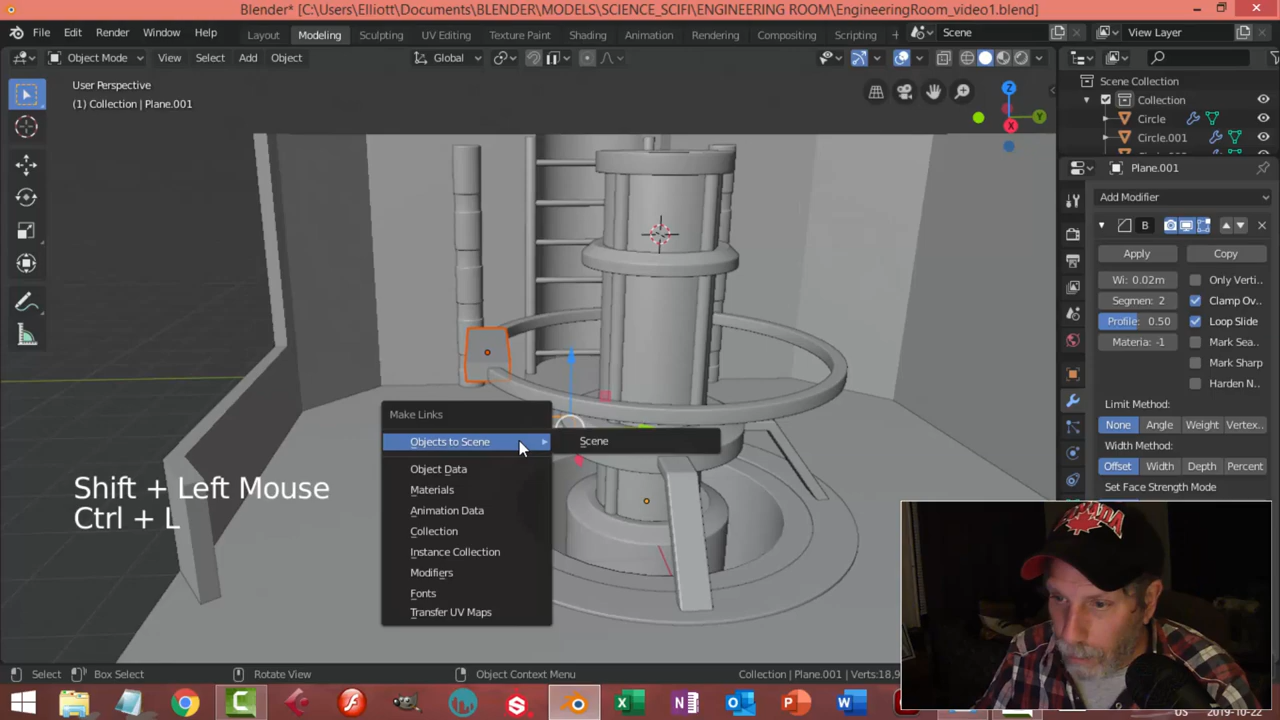 Blender* [C:\Users\Elliott\Documents\BLENDER\MODELS\SCIENCE_SCIFI\ENGINEERING ROOM\EngineeringRoom_video1.blend]
File Edit Render Window Help Layout Modeling Sculpting UV Editing Texture Paint Shading Animation Rendering Compositing Scripting + Scene View Layer
Object Mode View Select Add Object Global
User Perspective
(1) Collection | Plane.001
Z
Y
X
Scene Collection
Collection
Circle
Circle.001
Plane.001
Add Modifier
B
Apply Copy
Wi: 0.02m Only Verti..
Segmen: 2 Clamp Ov..
Profile: 0.50 Loop Slide
Materia: -1 Mark Sea..
Mark Sharp
Harden N..
Limit Method:
None Angle Weight Vertex..
Width Method:
Offset Width Depth Percent
Set Face Strength Mode
Make Links
Objects to Scene
Scene
Object Data
Materials
Animation Data
Collection
Instance Collection
Modifiers
Fonts
Transfer UV Maps
Shift + Left Mouse
Ctrl + L
Select Box Select Rotate View Object Context Menu Collection | Plane.001 | Verts:18,9
2019-10-22